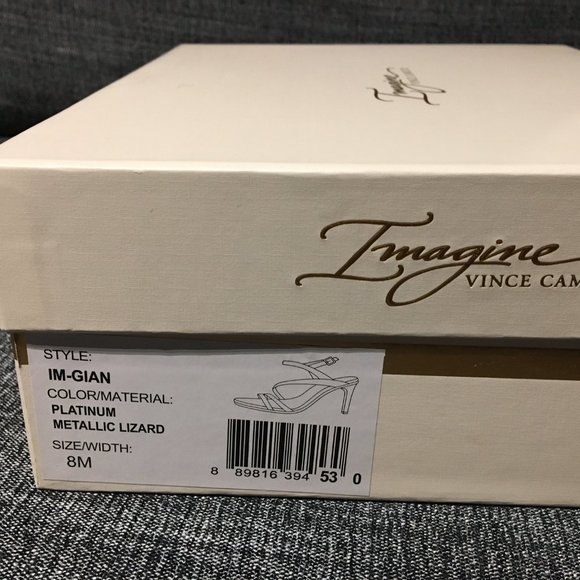 Imagine
Imagine
VINCE CAM
STYLE:
IM-GIAN
COLOR/MATERIAL:
PLATINUM
METALLIC LIZARD
SIZE/WIDTH:
8M
8 89816 394 53 0